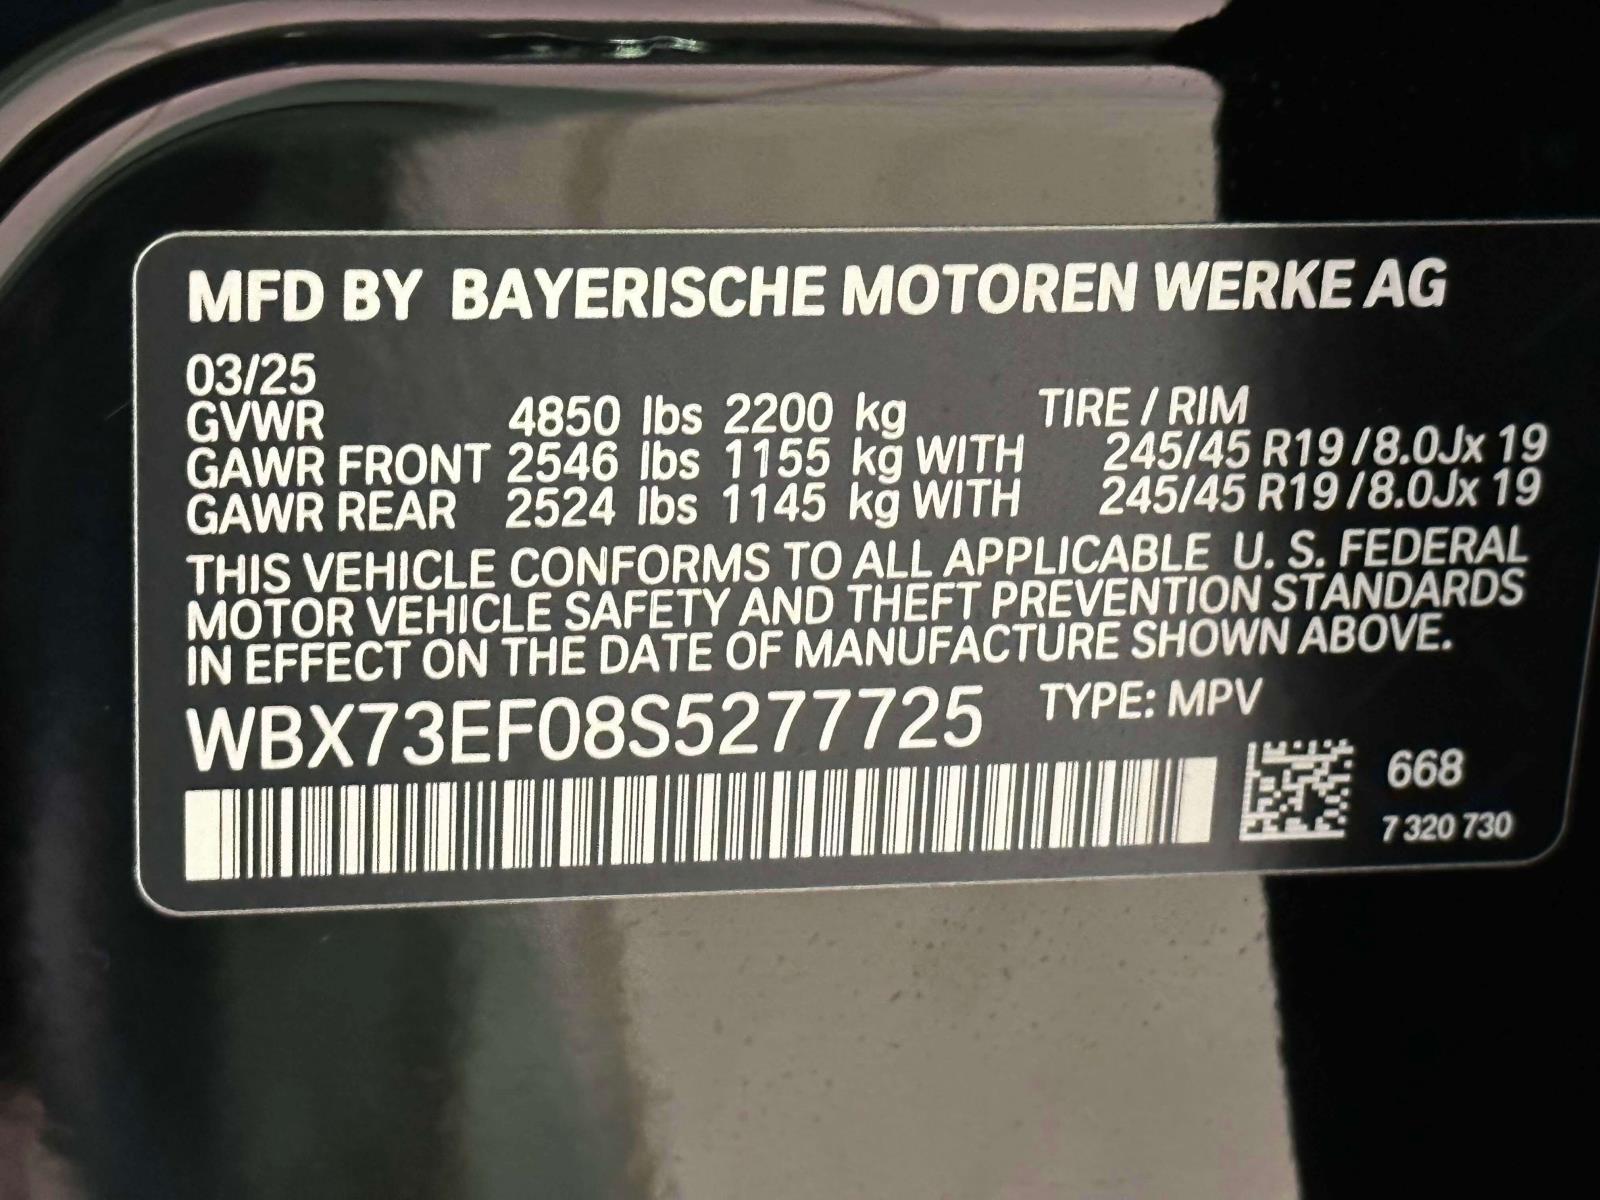 MFD BY BAYERISCHE MOTOREN WERKE AG
03/25
GVWR 4850 lbs 2200 kg TIRE / RIM
GAWR FRONT 2546 lbs 1155 kg WITH 245/45 R19 / 8.0Jx 19
GAWR REAR 2524 lbs 1145 kg WITH 245/45 R19 / 8.0Jx 19
THIS VEHICLE CONFORMS TO ALL APPLICABLE U. S. FEDERAL
MOTOR VEHICLE SAFETY AND THEFT PREVENTION STANDARDS
IN EFFECT ON THE DATE OF MANUFACTURE SHOWN ABOVE.
WBX73EF08S5277725 TYPE: MPV
668
7 320 730